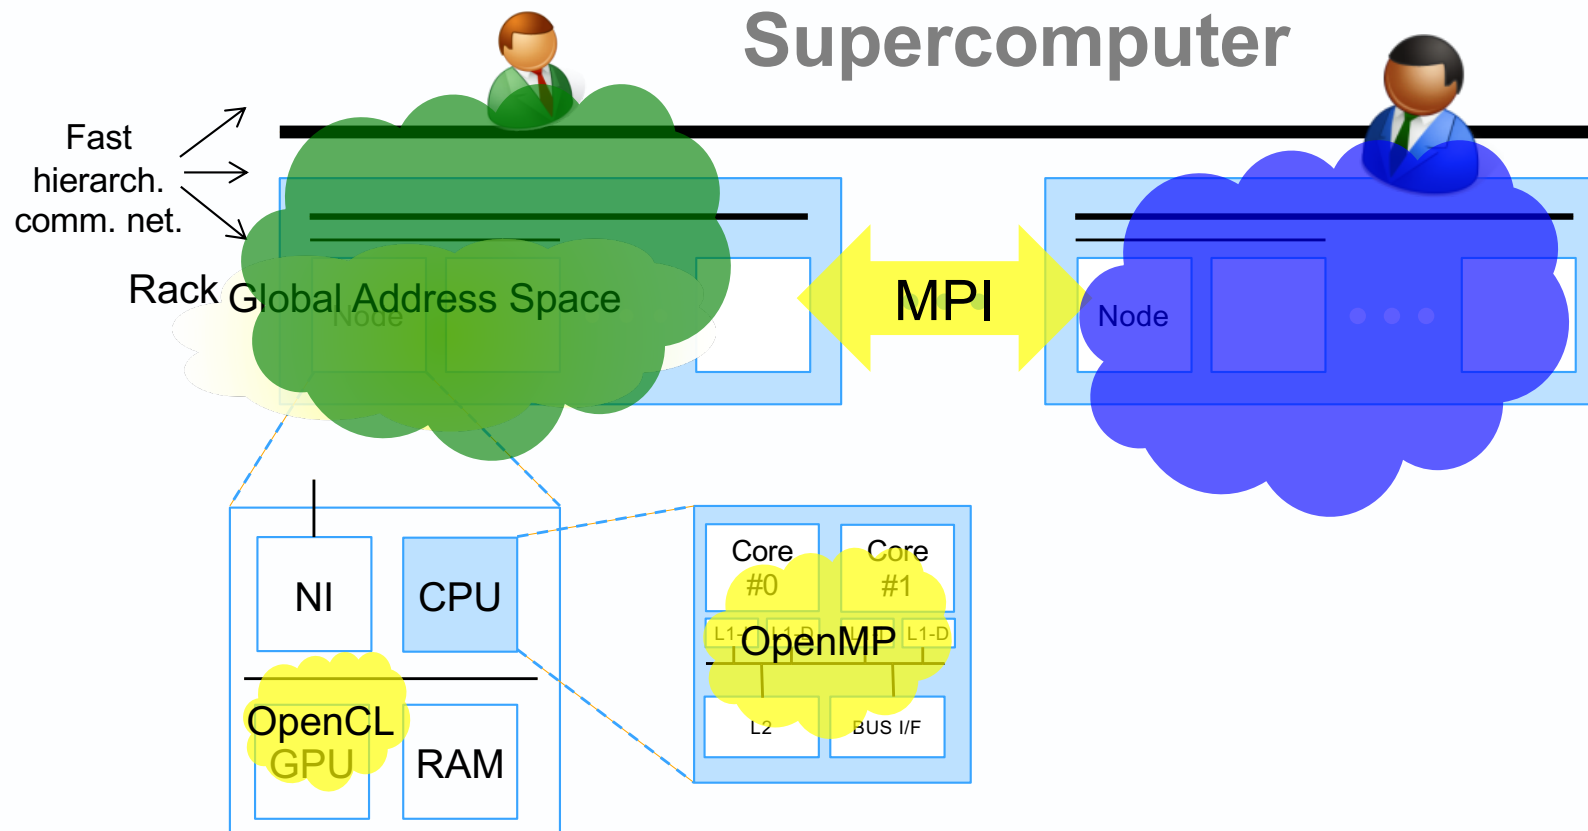 Supercomputer
Fast
hierarch.
comm. net.
Rack
Global Address Space
Node
MPI
Node
NI
CPU
OpenCL
GPU
RAM
Core
#0
Core
#1
L1-I
L1-D
L1-I
L1-D
OpenMP
L2
BUS I/F